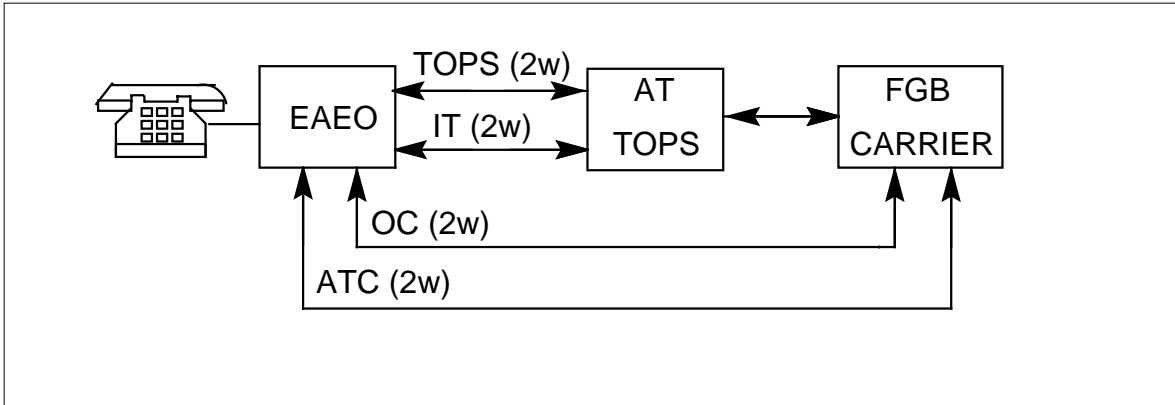 TOPS (2w)
EAEO
IT (2w)
AT
TOPS
FGB
CARRIER
OC (2w)
ATC (2w)